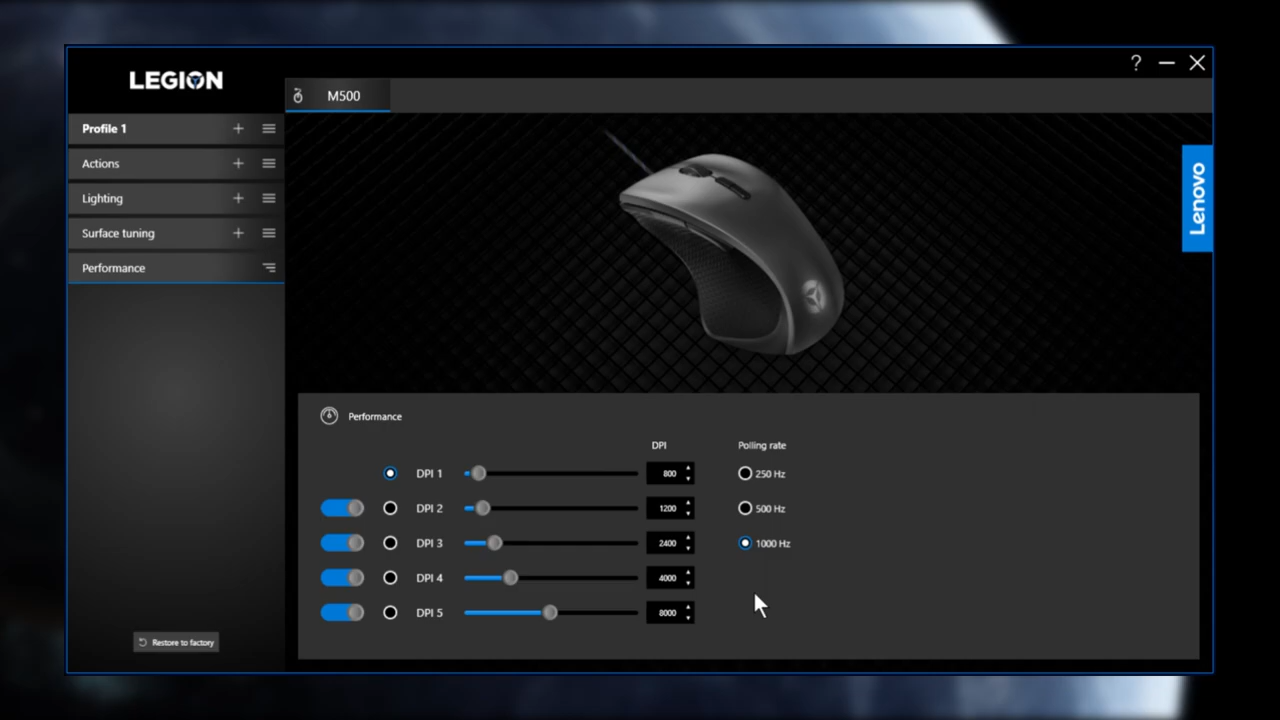 LEGION
M500
Profile 1
Actions
Lighting
Surface tuning
Performance
Restore to factory
Lenovo
Performance
DPI
Polling rate
DPI 1 800 250 Hz
DPI 2 1200 500 Hz
DPI 3 2400 1000 Hz
DPI 4 4000
DPI 5 8000